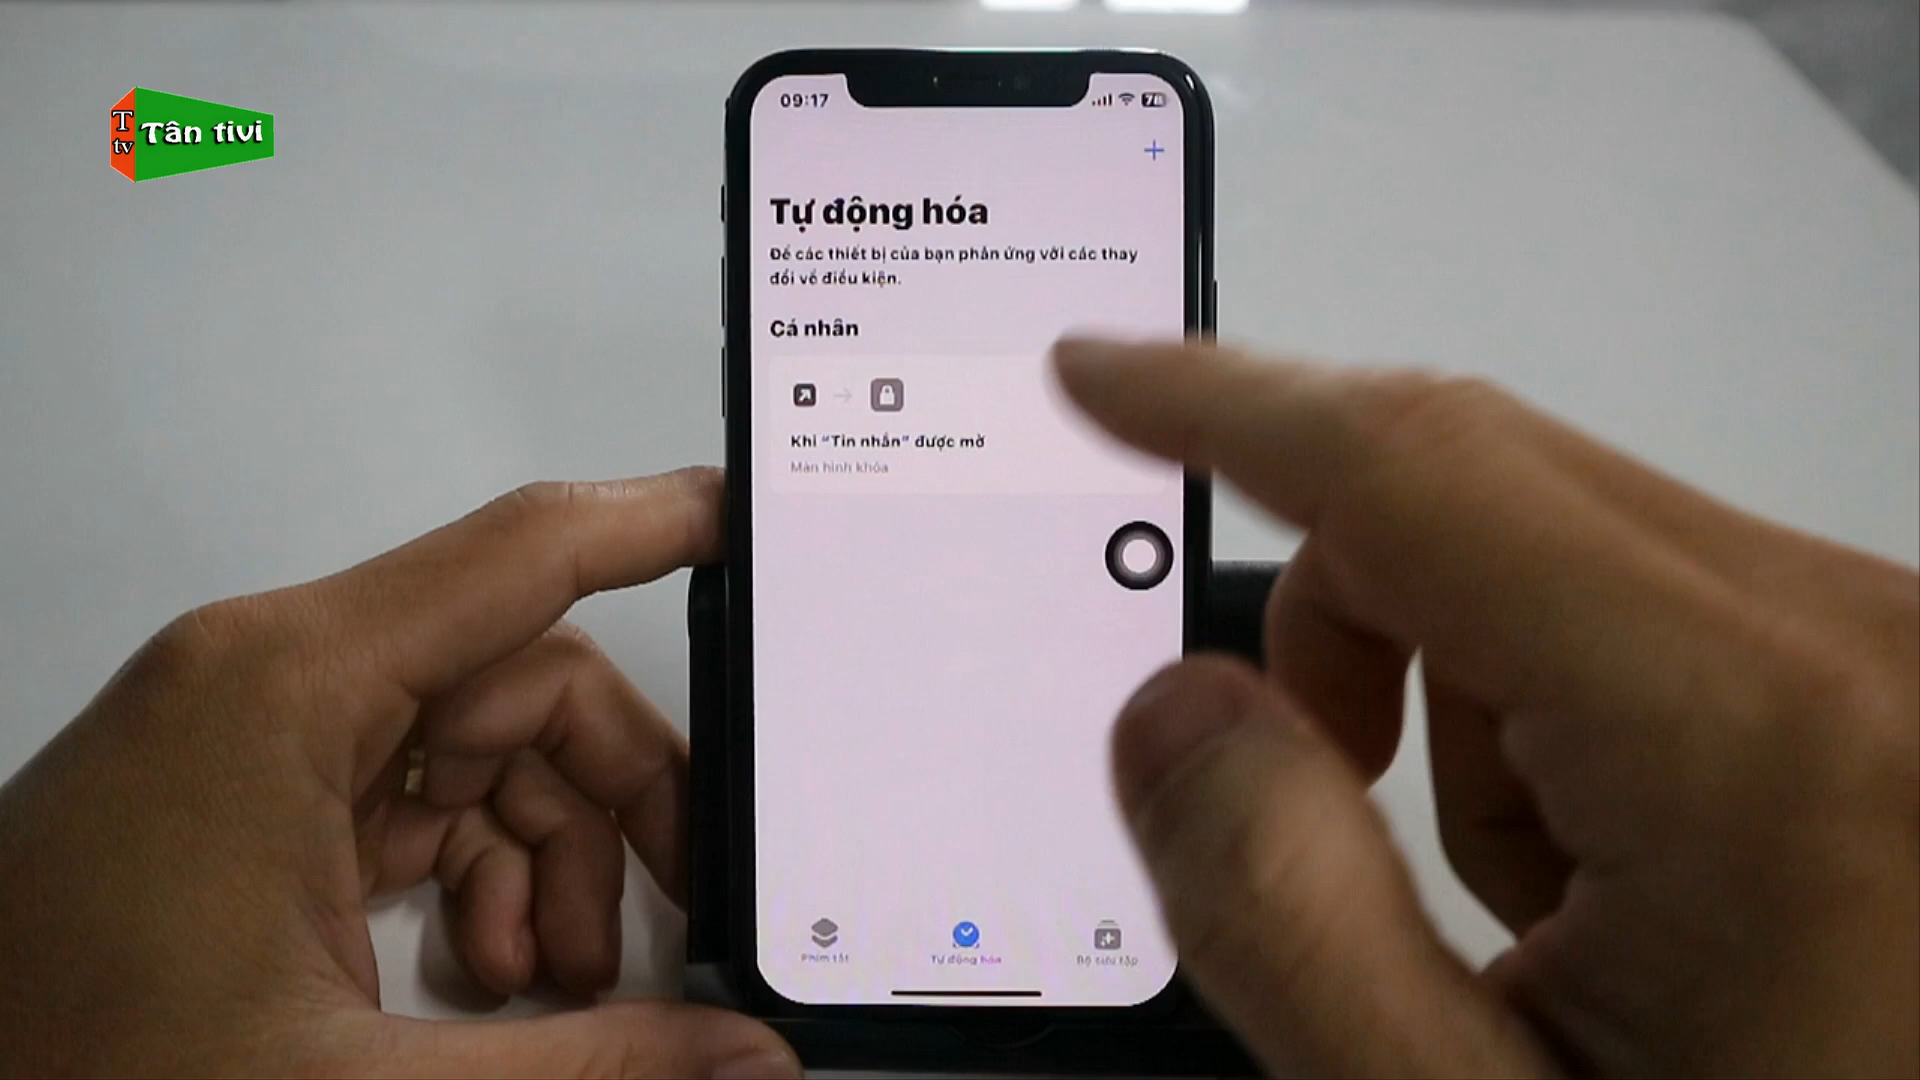 T
tv
Tân tivi
09:17
78
Tự động hóa
Để các thiết bị của bạn phản ứng với các thay
đổi về điều kiện.
Cá nhân
Khi "Tin nhắn" được mở
Màn hình khóa
Phím tắt
Tự động hóa
Bộ sưu tập